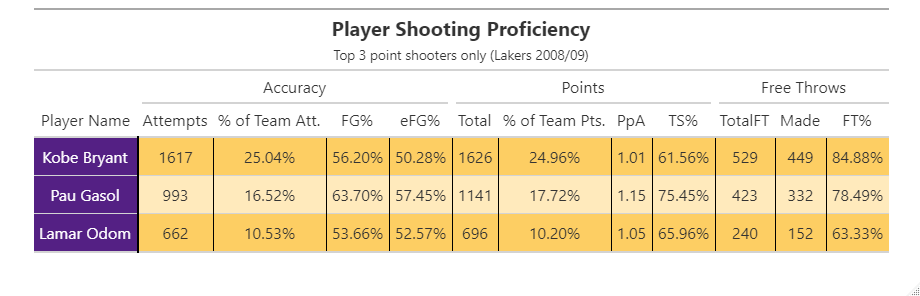 Player Shooting Proficiency
Top 3 point shooters only (Lakers 2008/09)
Accuracy Points Free Throws
Player Name Attempts % of Team Att. FG% eFG% Total % of Team Pts. PpA TS% TotalFT Made FT%
Kobe Bryant 1617 25.04% 56.20% 50.28% 1626 24.96% 1.01 61.56% 529 449 84.88%
Pau Gasol 993 16.52% 63.70% 57.45% 1141 17.72% 1.15 75.45% 423 332 78.49%
Lamar Odom 662 10.53% 53.66% 52.57% 696 10.20% 1.05 65.96% 240 152 63.33%